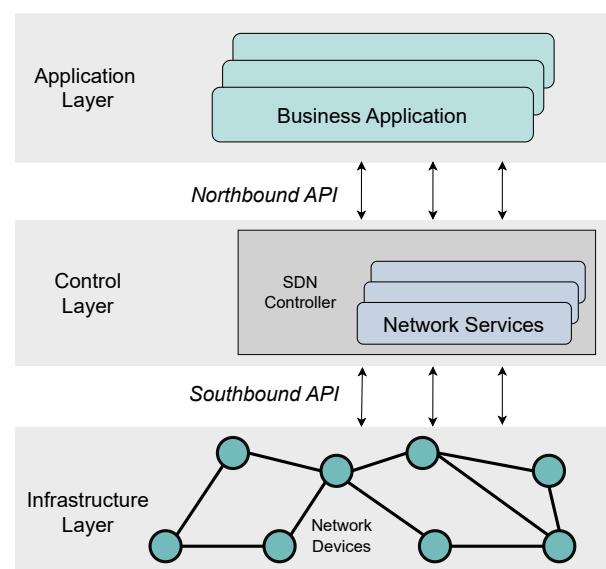 Application
Layer
Business Application
Northbound API
Control
Layer
SDN
Controller
Network Services
Southbound API
Infrastructure
Layer
Network
Devices